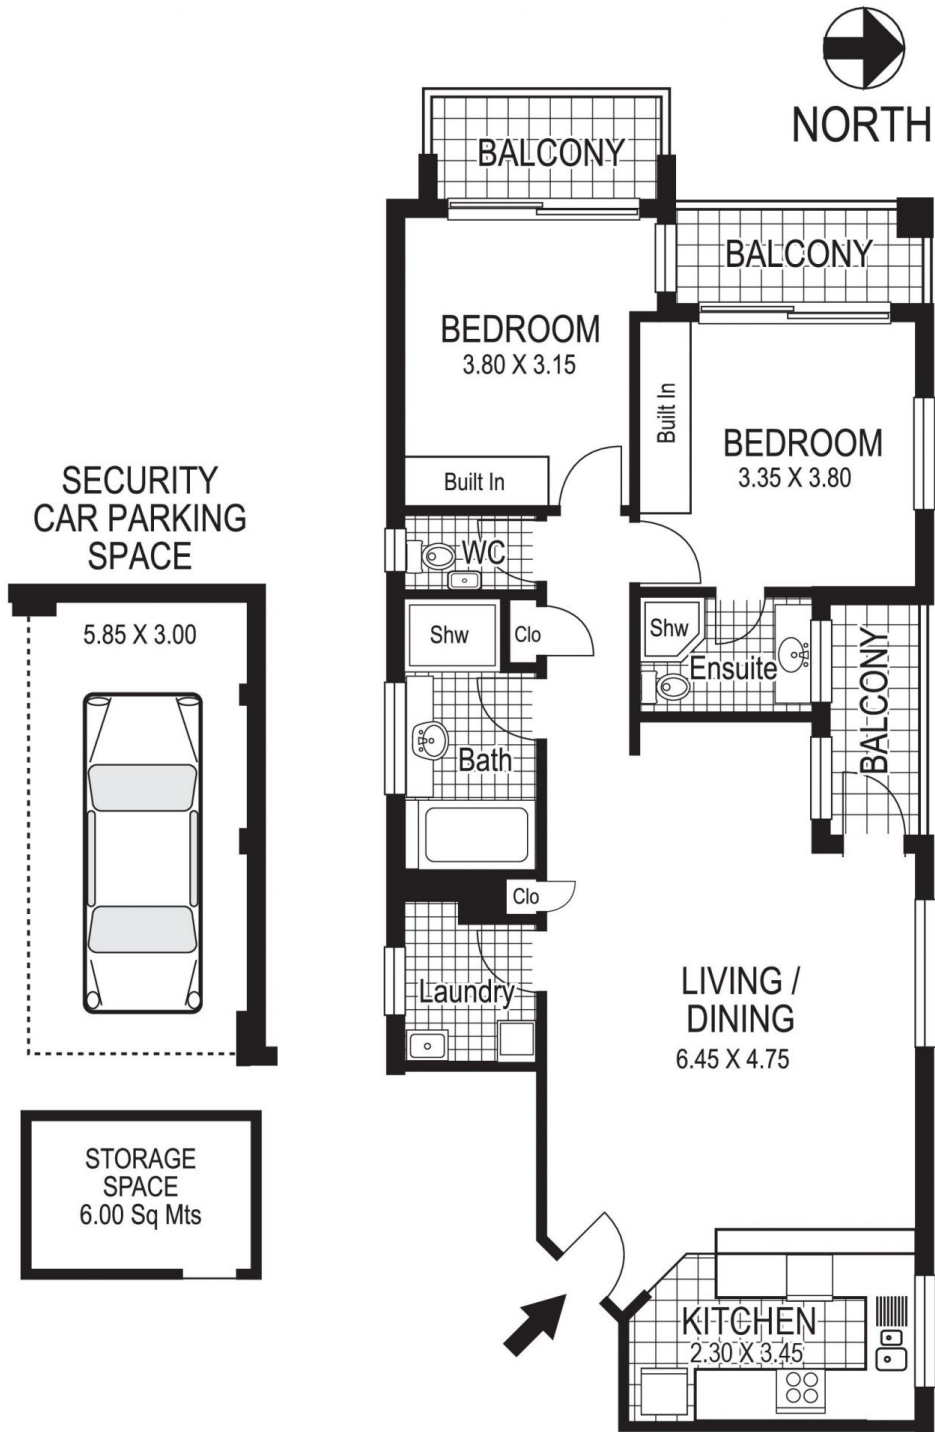 NORTH
BALCONY
BALCONY
BEDROOM
3.80 X 3.15
Built In
BEDROOM
3.35 X 3.80
Built In
SECURITY
CAR PARKING
SPACE
5.85 X 3.00
WC
Shw
Clo
Shw
Ensuite
BALCONY
Bath
Clo
Laundry
LIVING /
DINING
6.45 X 4.75
STORAGE
SPACE
6.00 Sq Mts
KITCHEN
2.30 X 3.45